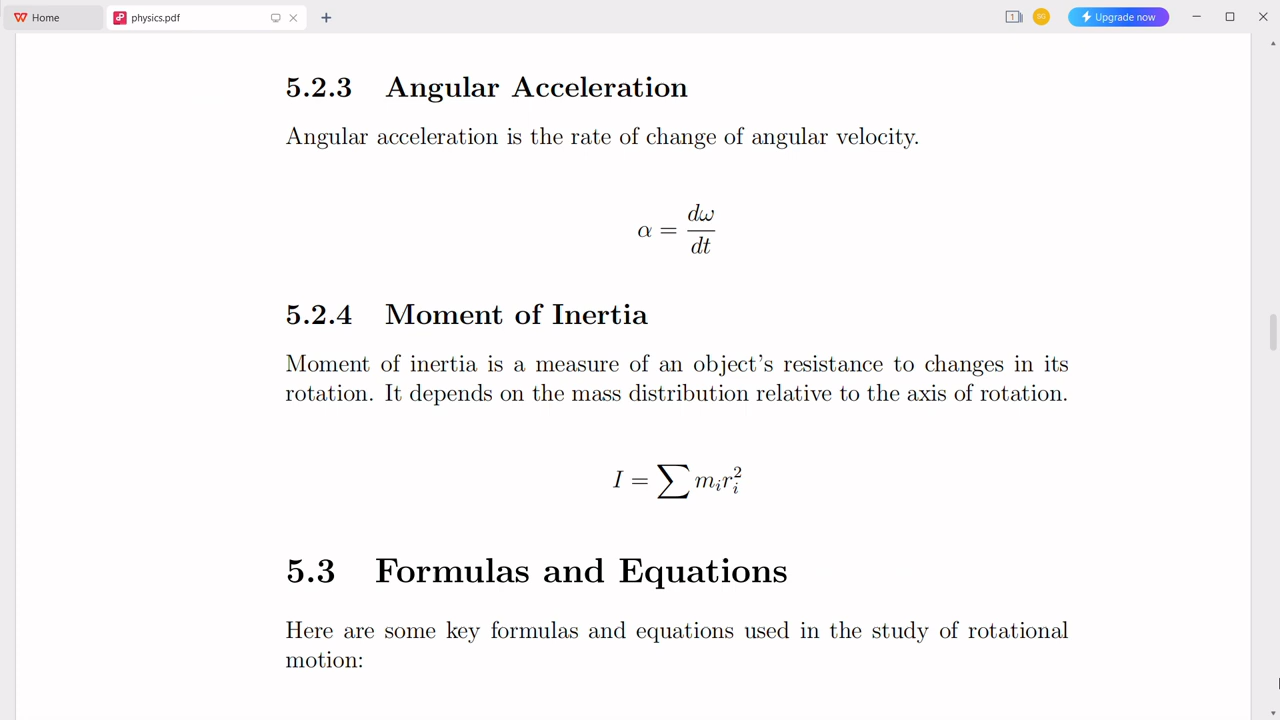 Home
physics.pdf
1
SG
Upgrade now
5.2.3 Angular Acceleration
Angular acceleration is the rate of change of angular velocity.
α = dω/dt
5.2.4 Moment of Inertia
Moment of inertia is a measure of an object's resistance to changes in its
rotation. It depends on the mass distribution relative to the axis of rotation.
I = ∑ mᵢrᵢ²
5.3 Formulas and Equations
Here are some key formulas and equations used in the study of rotational
motion: